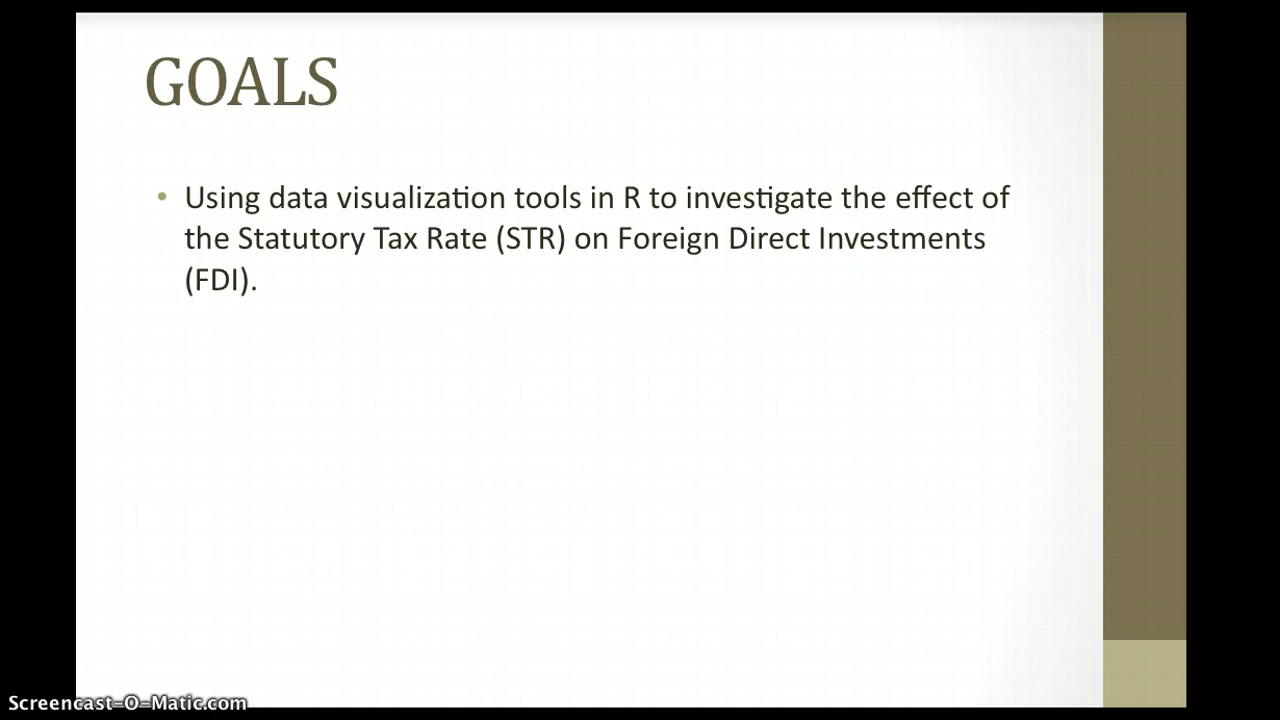 GOALS
• Using data visualization tools in R to investigate the effect of
the Statutory Tax Rate (STR) on Foreign Direct Investments
(FDI).
Screencast-O-Matic.com